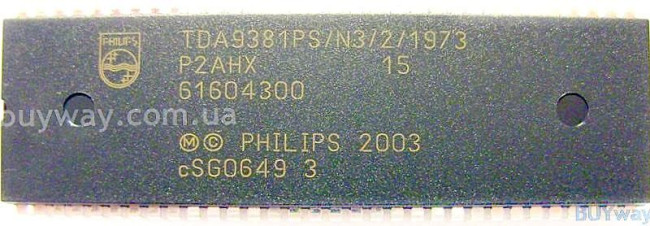 PHILIPS
TDA9381PS/N3/2/1973
P2AHX 15
61604300
buyway.com.ua
Ⓜ© PHILIPS 2003
cSG0649 3
BUYway